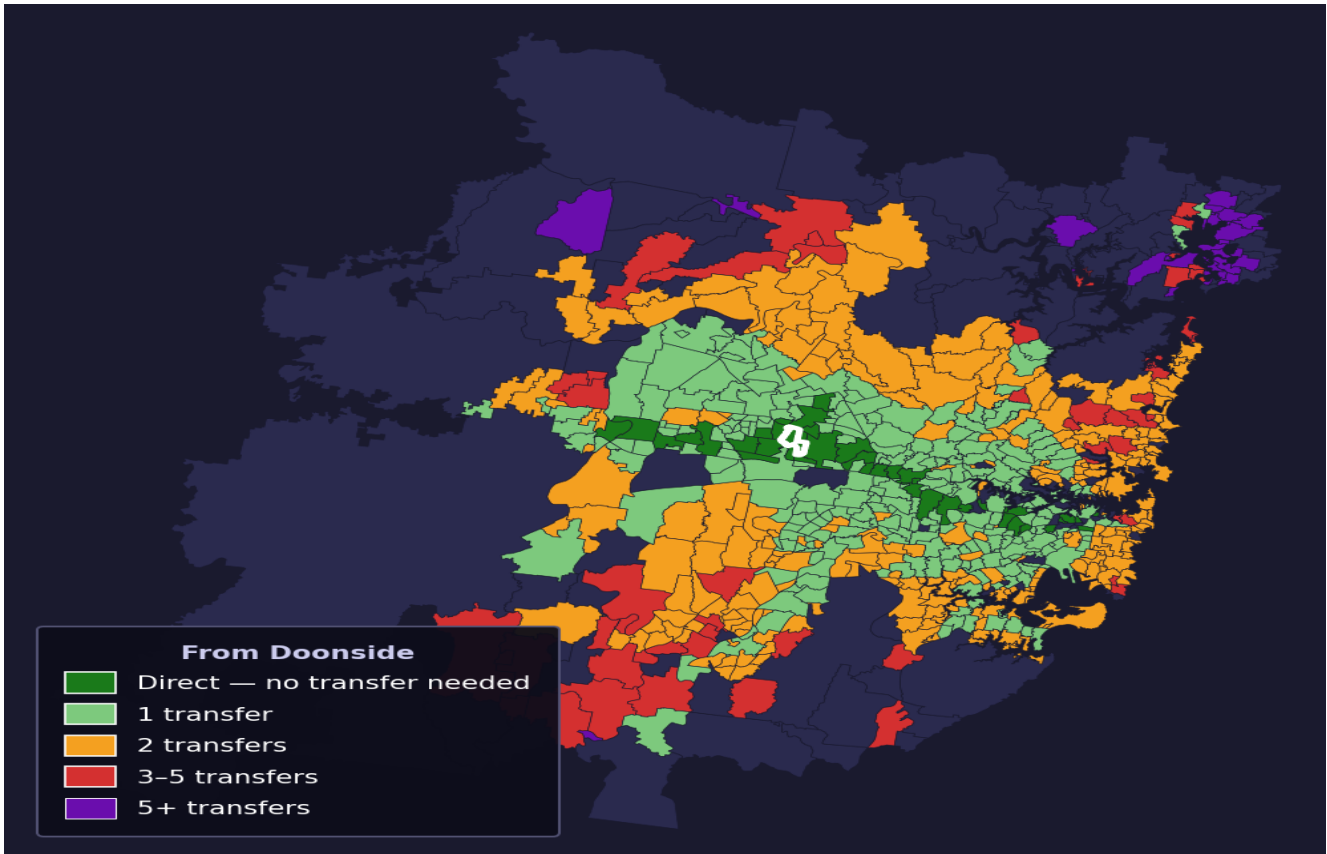 From Doonside
Direct — no transfer needed
1 transfer
2 transfers
3–5 transfers
5+ transfers